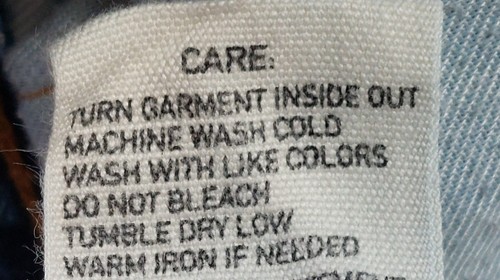 CARE:
TURN GARMENT INSIDE OUT
MACHINE WASH COLD
WASH WITH LIKE COLORS
DO NOT BLEACH
TUMBLE DRY LOW
WARM IRON IF NEEDED